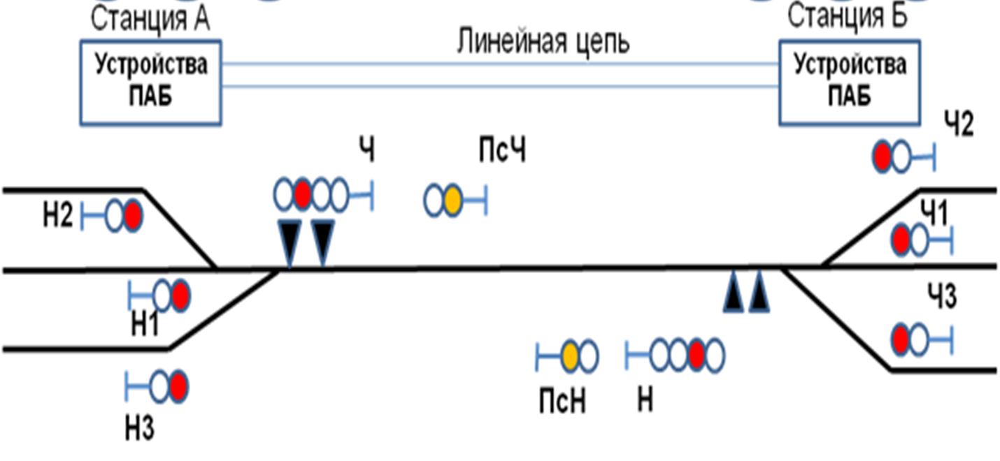 Станция А
Станция Б
Линейная цепь
Устройства
ПАБ
Устройства
ПАБ
Ч2
Ч
ПсЧ
Н2
Ч1
Н1
Ч3
ПсН
Н
Н3